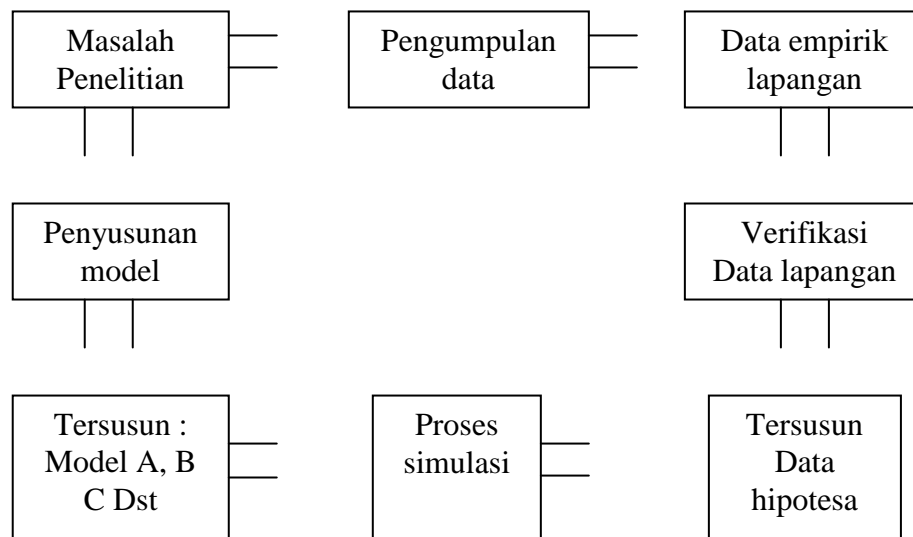 Masalah
Penelitian
Pengumpulan
data
Data empirik
lapangan
Penyusunan
model
Verifikasi
Data lapangan
Tersusun :
Model A, B
C Dst
Proses
simulasi
Tersusun
Data
hipotesa